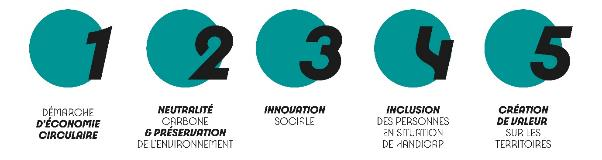 1
DÉMARCHE
D'ÉCONOMIE
CIRCULAIRE
2
NEUTRALITÉ
CARBONE
& PRÉSERVATION
DE L'ENVIRONNEMENT
3
INNOVATION
SOCIALE
4
INCLUSION
DES PERSONNES
EN SITUATION
DE HANDICAP
5
CRÉATION
DE VALEUR
SUR LES
TERRITOIRES